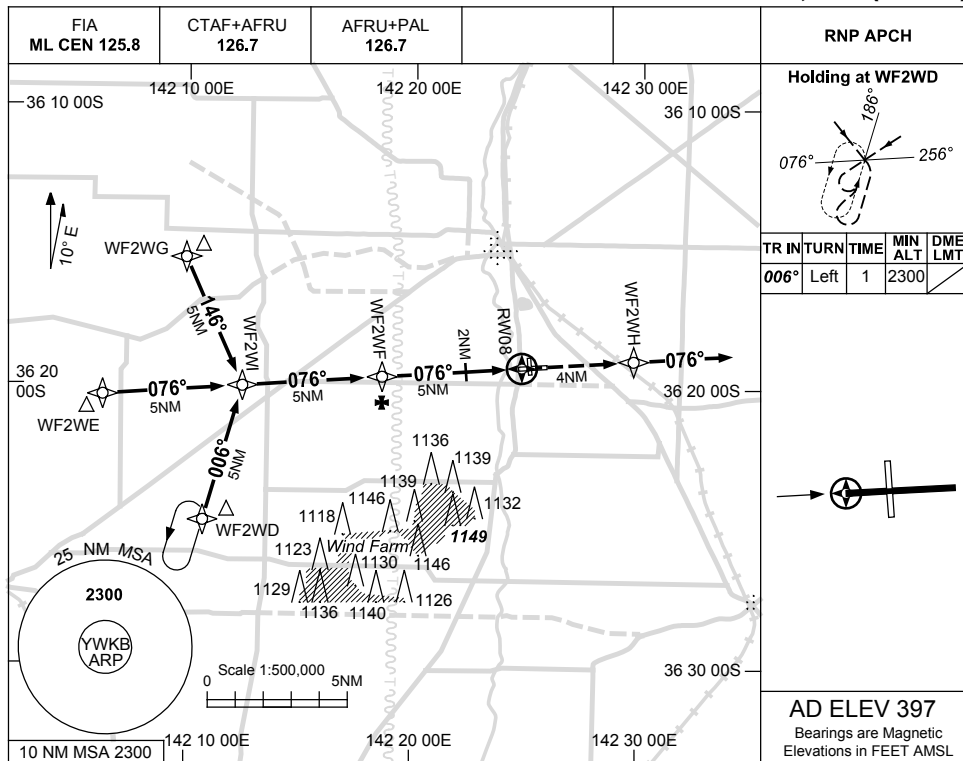 FIA
ML CEN 125.8
CTAF+AFRU
126.7
AFRU+PAL
126.7
RNP APCH
142 10 00E
142 20 00E
142 30 00E
36 10 00S
36 10 00S
Holding at WF2WD
186°
076°
256°
10° E
WF2WG
TR IN
TURN
TIME
MIN ALT
DME LMT
006°
Left
1
2300
146°
5NM
WF2WI
WF2WF
2NM
RW08
WF2WH
36 20
00S
076°
5NM
076°
5NM
076°
5NM
4NM
076°
36 20 00S
WF2WE
006°
5NM
WF2WD
1136
1139
1139
1146
1132
1118
1149
Wind Farm
1123
1130
1146
1129
1136
1140
1126
25 NM MSA
2300
YWKB
ARP
Scale 1:500,000
0
5NM
36 30 00S
10 NM MSA 2300
142 10 00E
142 20 00E
142 30 00E
AD ELEV 397
Bearings are Magnetic
Elevations in FEET AMSL